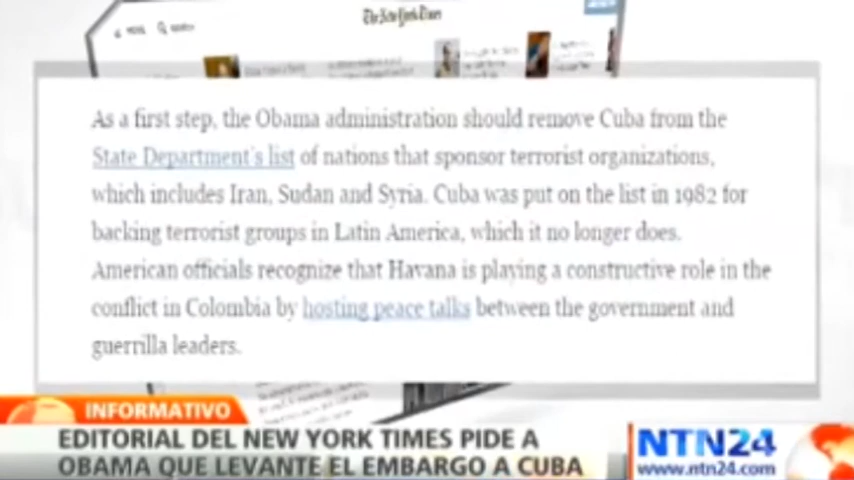 The New York Times
As a first step, the Obama administration should remove Cuba from the
State Department's list of nations that sponsor terrorist organizations,
which includes Iran, Sudan and Syria. Cuba was put on the list in 1982 for
backing terrorist groups in Latin America, which it no longer does.
American officials recognize that Havana is playing a constructive role in the
conflict in Colombia by hosting peace talks between the government and
guerrilla leaders.
INFORMATIVO
EDITORIAL DEL NEW YORK TIMES PIDE A
OBAMA QUE LEVANTE EL EMBARGO A CUBA
NTN24
www.ntn24.com